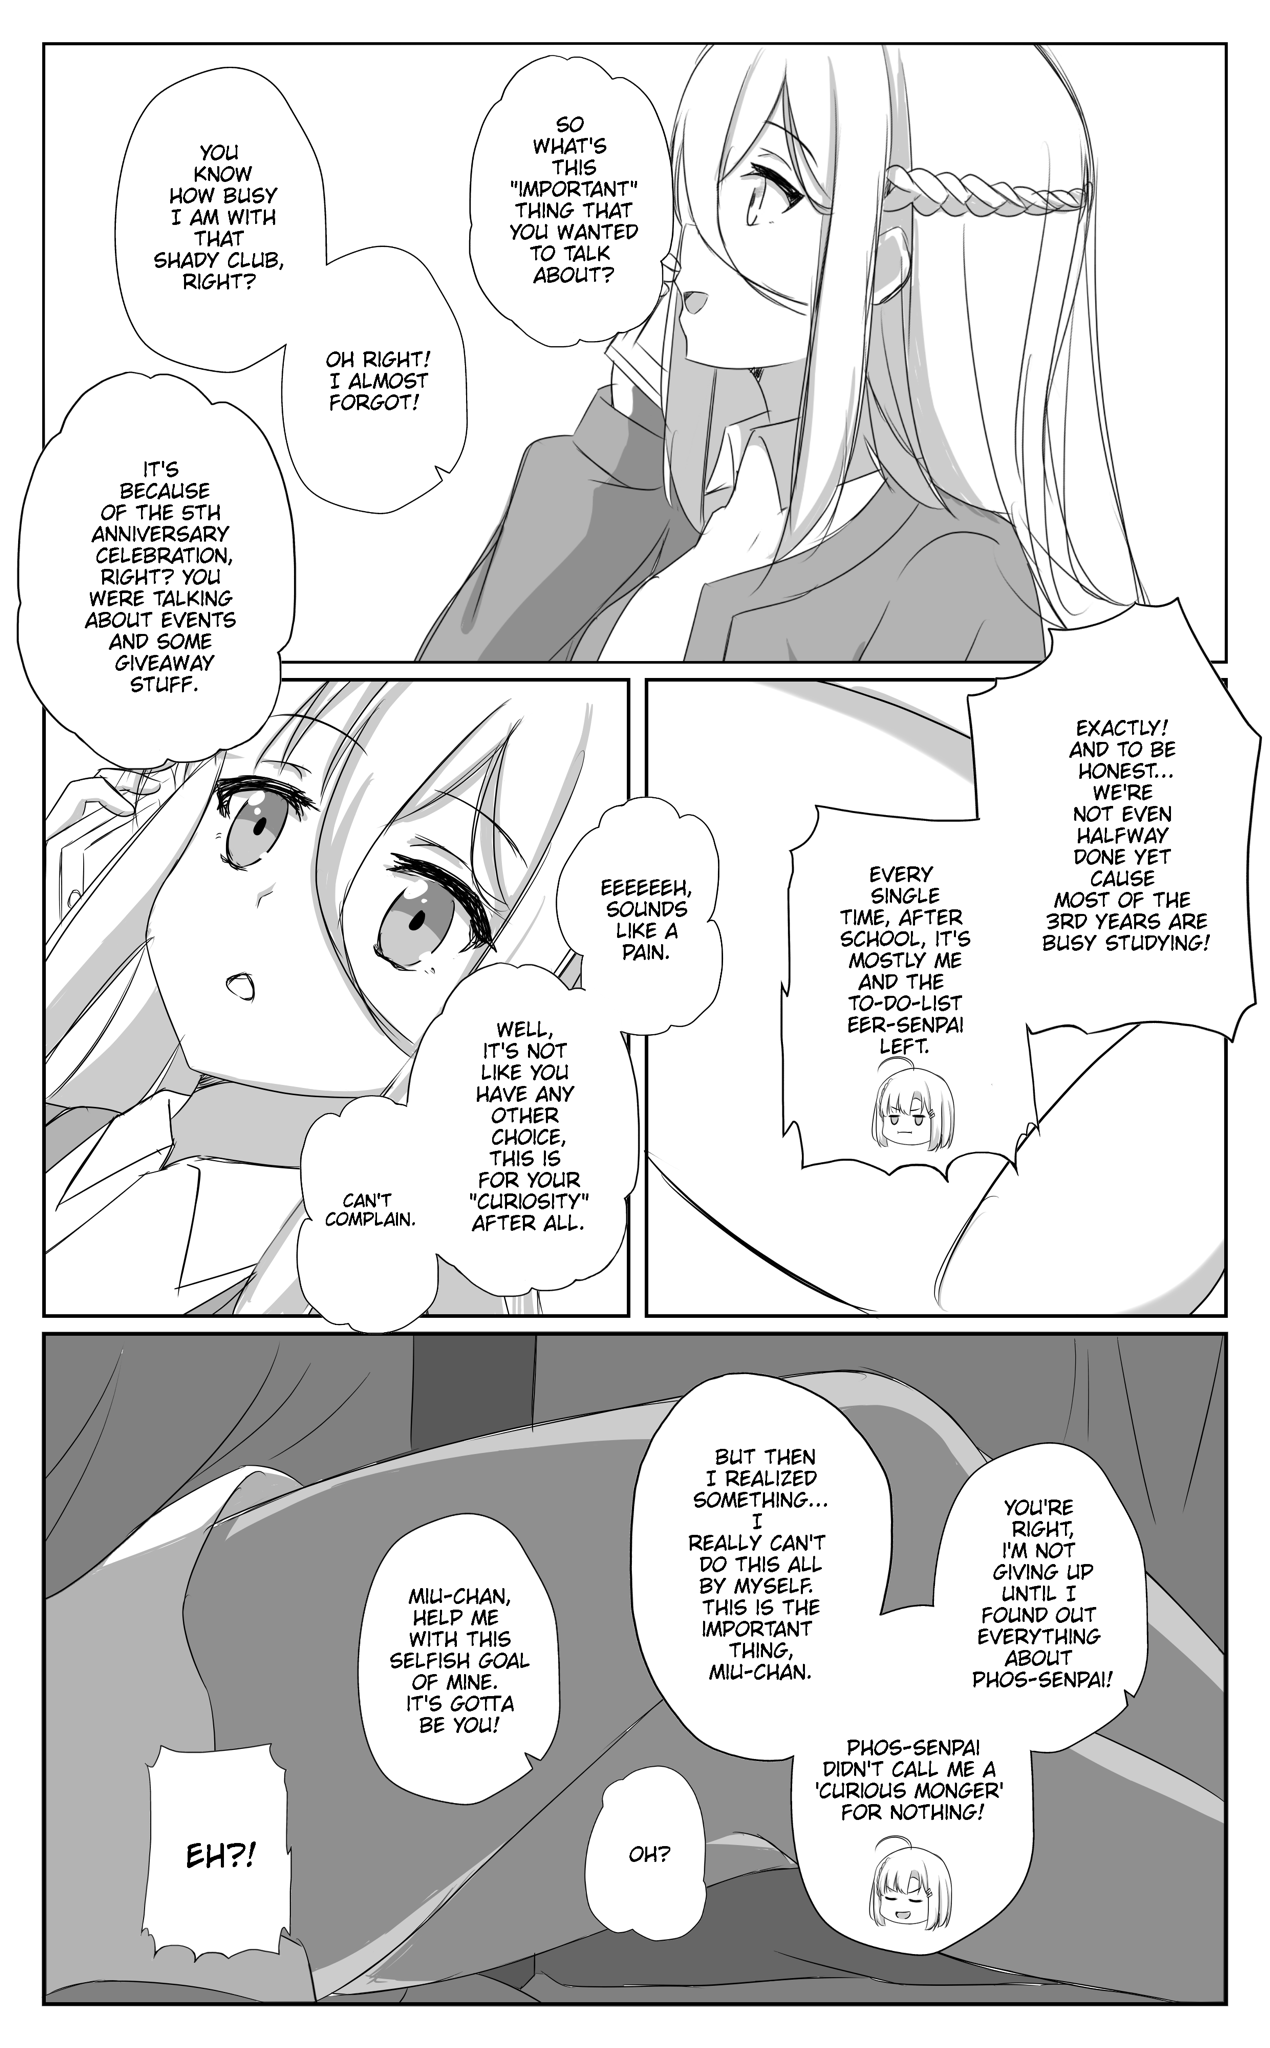 SO
WHAT'S
THIS
"IMPORTANT"
THING THAT
YOU WANTED
TO TALK
ABOUT?
YOU
KNOW
HOW BUSY
I AM WITH
THAT
SHADY CLUB,
RIGHT?
OH RIGHT!
I ALMOST
FORGOT!
IT'S
BECAUSE
OF THE 5TH
ANNIVERSARY
CELEBRATION,
RIGHT? YOU
WERE TALKING
ABOUT EVENTS
AND SOME
GIVEAWAY
STUFF.
EXACTLY!
AND TO BE
HONEST...
WE'RE
NOT EVEN
HALFWAY
DONE YET
CAUSE
MOST OF THE
3RD YEARS ARE
BUSY STUDYING!
EVERY
SINGLE
TIME, AFTER
SCHOOL, IT'S
MOSTLY ME
AND THE
TO-DO-LIST
EER-SENPAI
LEFT.
EEEEEEH,
SOUNDS
LIKE A
PAIN.
WELL,
IT'S NOT
LIKE YOU
HAVE ANY
OTHER
CHOICE,
THIS IS
FOR YOUR
"CURIOSITY"
AFTER ALL.
CAN'T
COMPLAIN.
YOU'RE
RIGHT,
I'M NOT
GIVING UP
UNTIL I
FOUND OUT
EVERYTHING
ABOUT
PHOS-SENPAI!
PHOS-SENPAI
DIDN'T CALL ME A
'CURIOUS MONGER'
FOR NOTHING!
BUT THEN
I REALIZED
SOMETHING...
I
REALLY CAN'T
DO THIS ALL
BY MYSELF.
THIS IS THE
IMPORTANT
THING,
MIU-CHAN.
OH?
MIU-CHAN,
HELP ME
WITH THIS
SELFISH GOAL
OF MINE.
IT'S GOTTA
BE YOU!
EH?!